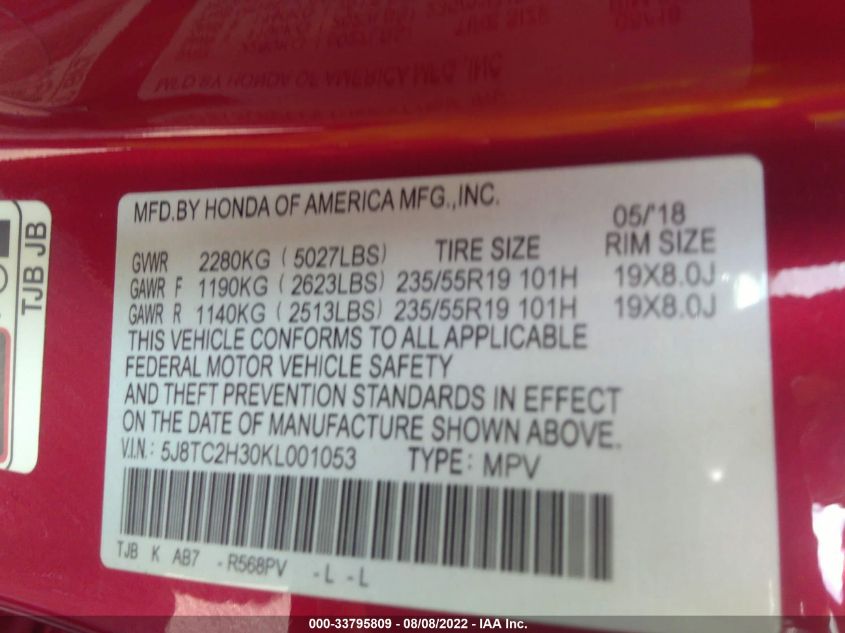 MFD.BY HONDA OF AMERICA MFG.,INC. 05/'18
GVWR 2280KG ( 5027LBS) TIRE SIZE RIM SIZE
GAWR F 1190KG ( 2623LBS) 235/55R19 101H 19X8.0J
GAWR R 1140KG ( 2513LBS) 235/55R19 101H 19X8.0J
THIS VEHICLE CONFORMS TO ALL APPLICABLE
FEDERAL MOTOR VEHICLE SAFETY
AND THEFT PREVENTION STANDARDS IN EFFECT
ON THE DATE OF MANUFACTURE SHOWN ABOVE.
V.I.N.: 5J8TC2H30KL001053 TYPE: MPV
TJB K AB7 -R568PV -L -L
TJB JB
000-33795809 - 08/08/2022 - IAA Inc.